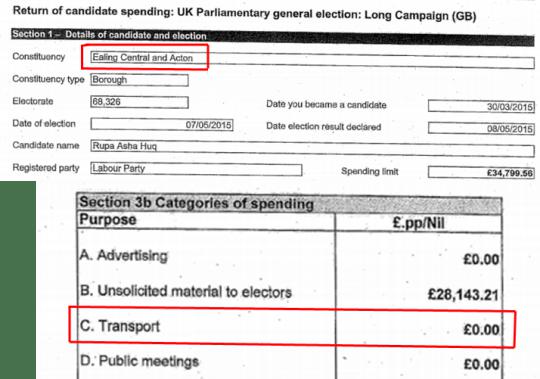 Return of candidate spending: UK Parliamentary general election: Long Campaign (GB)
Section 1 – Details of candidate and election
Constituency Ealing Central and Acton
Constituency type Borough
Electorate 68,326 Date you became a candidate 30/03/2015
Date of election 07/05/2015 Date election result declared 08/05/2015
Candidate name Rupa Asha Huq
Registered party Labour Party Spending limit £34,799.56
Section 3b Categories of spending
Purpose £.pp/Nil
A. Advertising £0.00
B. Unsolicited material to electors £28,143.21
C. Transport £0.00
D. Public meetings £0.00